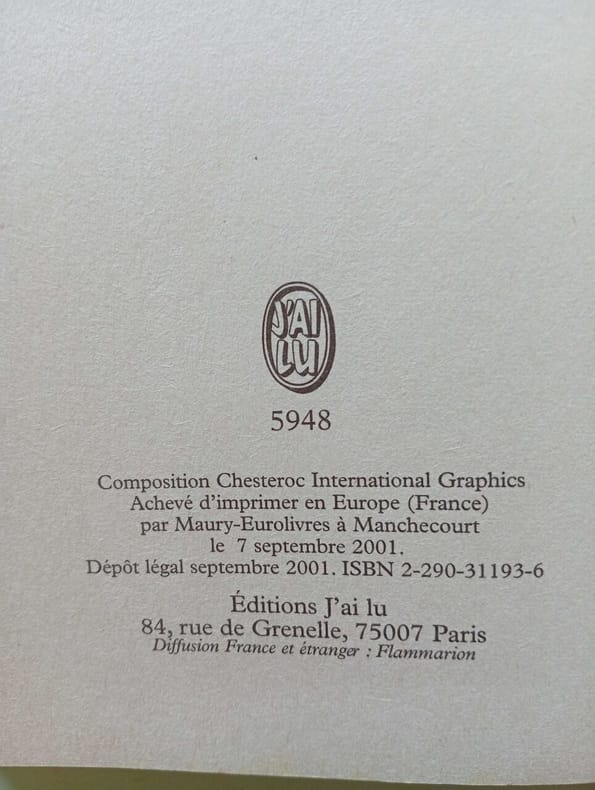 J'AI
LU
5948
Composition Chesteroc International Graphics
Achevé d'imprimer en Europe (France)
par Maury-Eurolivres à Manchecourt
le 7 septembre 2001.
Dépôt légal septembre 2001. ISBN 2-290-31193-6
Éditions J'ai lu
84, rue de Grenelle, 75007 Paris
Diffusion France et étranger : Flammarion